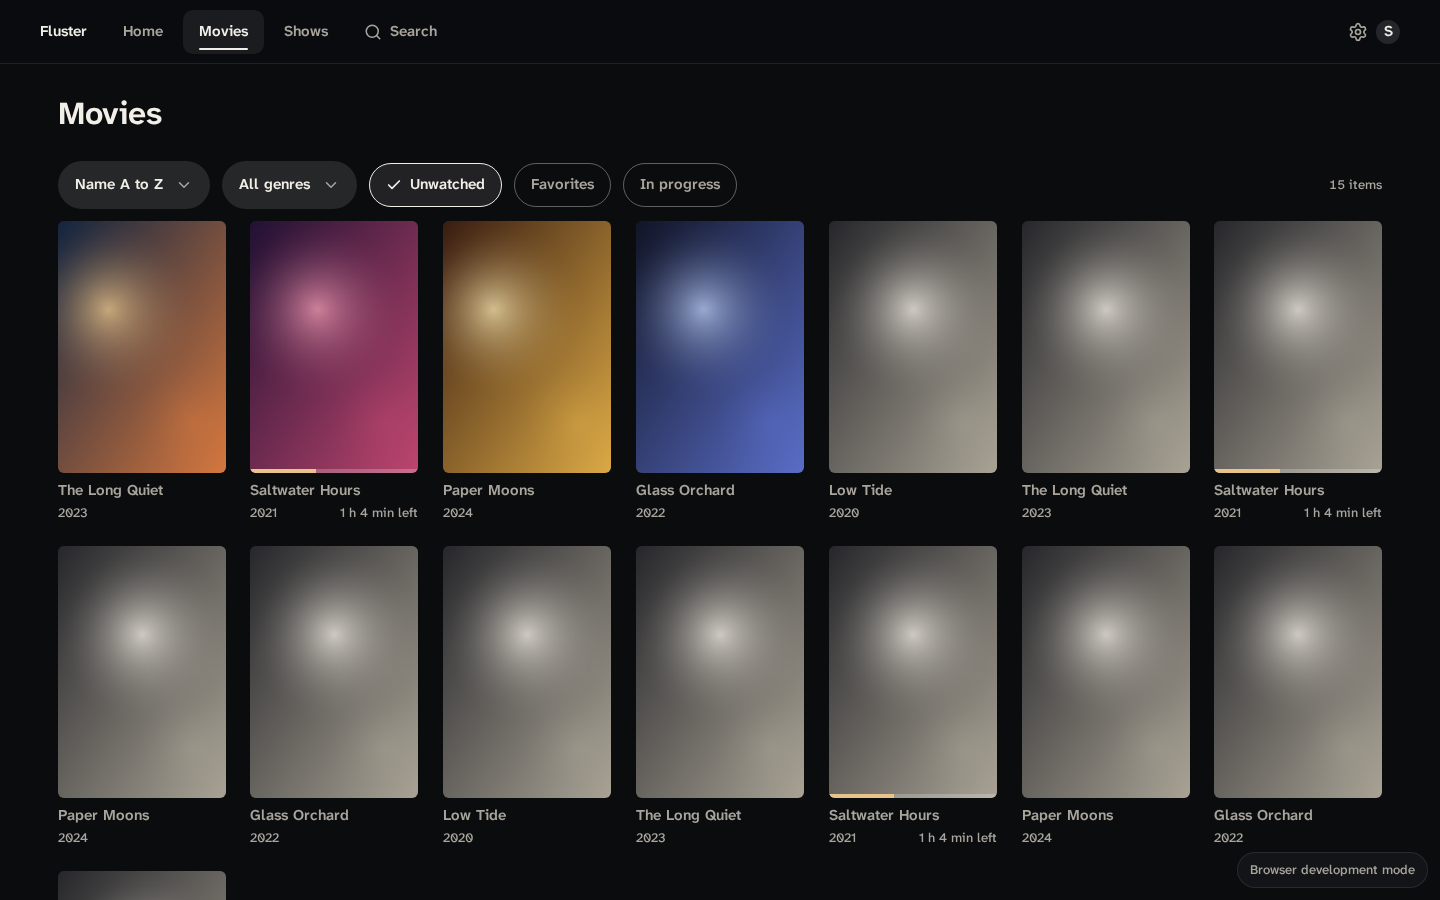 Fluster
Home
Movies
Shows
Search
S
Movies
Name A to Z
All genres
Unwatched
Favorites
In progress
15 items
The Long Quiet
2023
Saltwater Hours
2021
1 h 4 min left
Paper Moons
2024
Glass Orchard
2022
Low Tide
2020
The Long Quiet
2023
Saltwater Hours
2021
1 h 4 min left
Paper Moons
2024
Glass Orchard
2022
Low Tide
2020
The Long Quiet
2023
Saltwater Hours
2021
1 h 4 min left
Paper Moons
2024
Glass Orchard
2022
Browser development mode